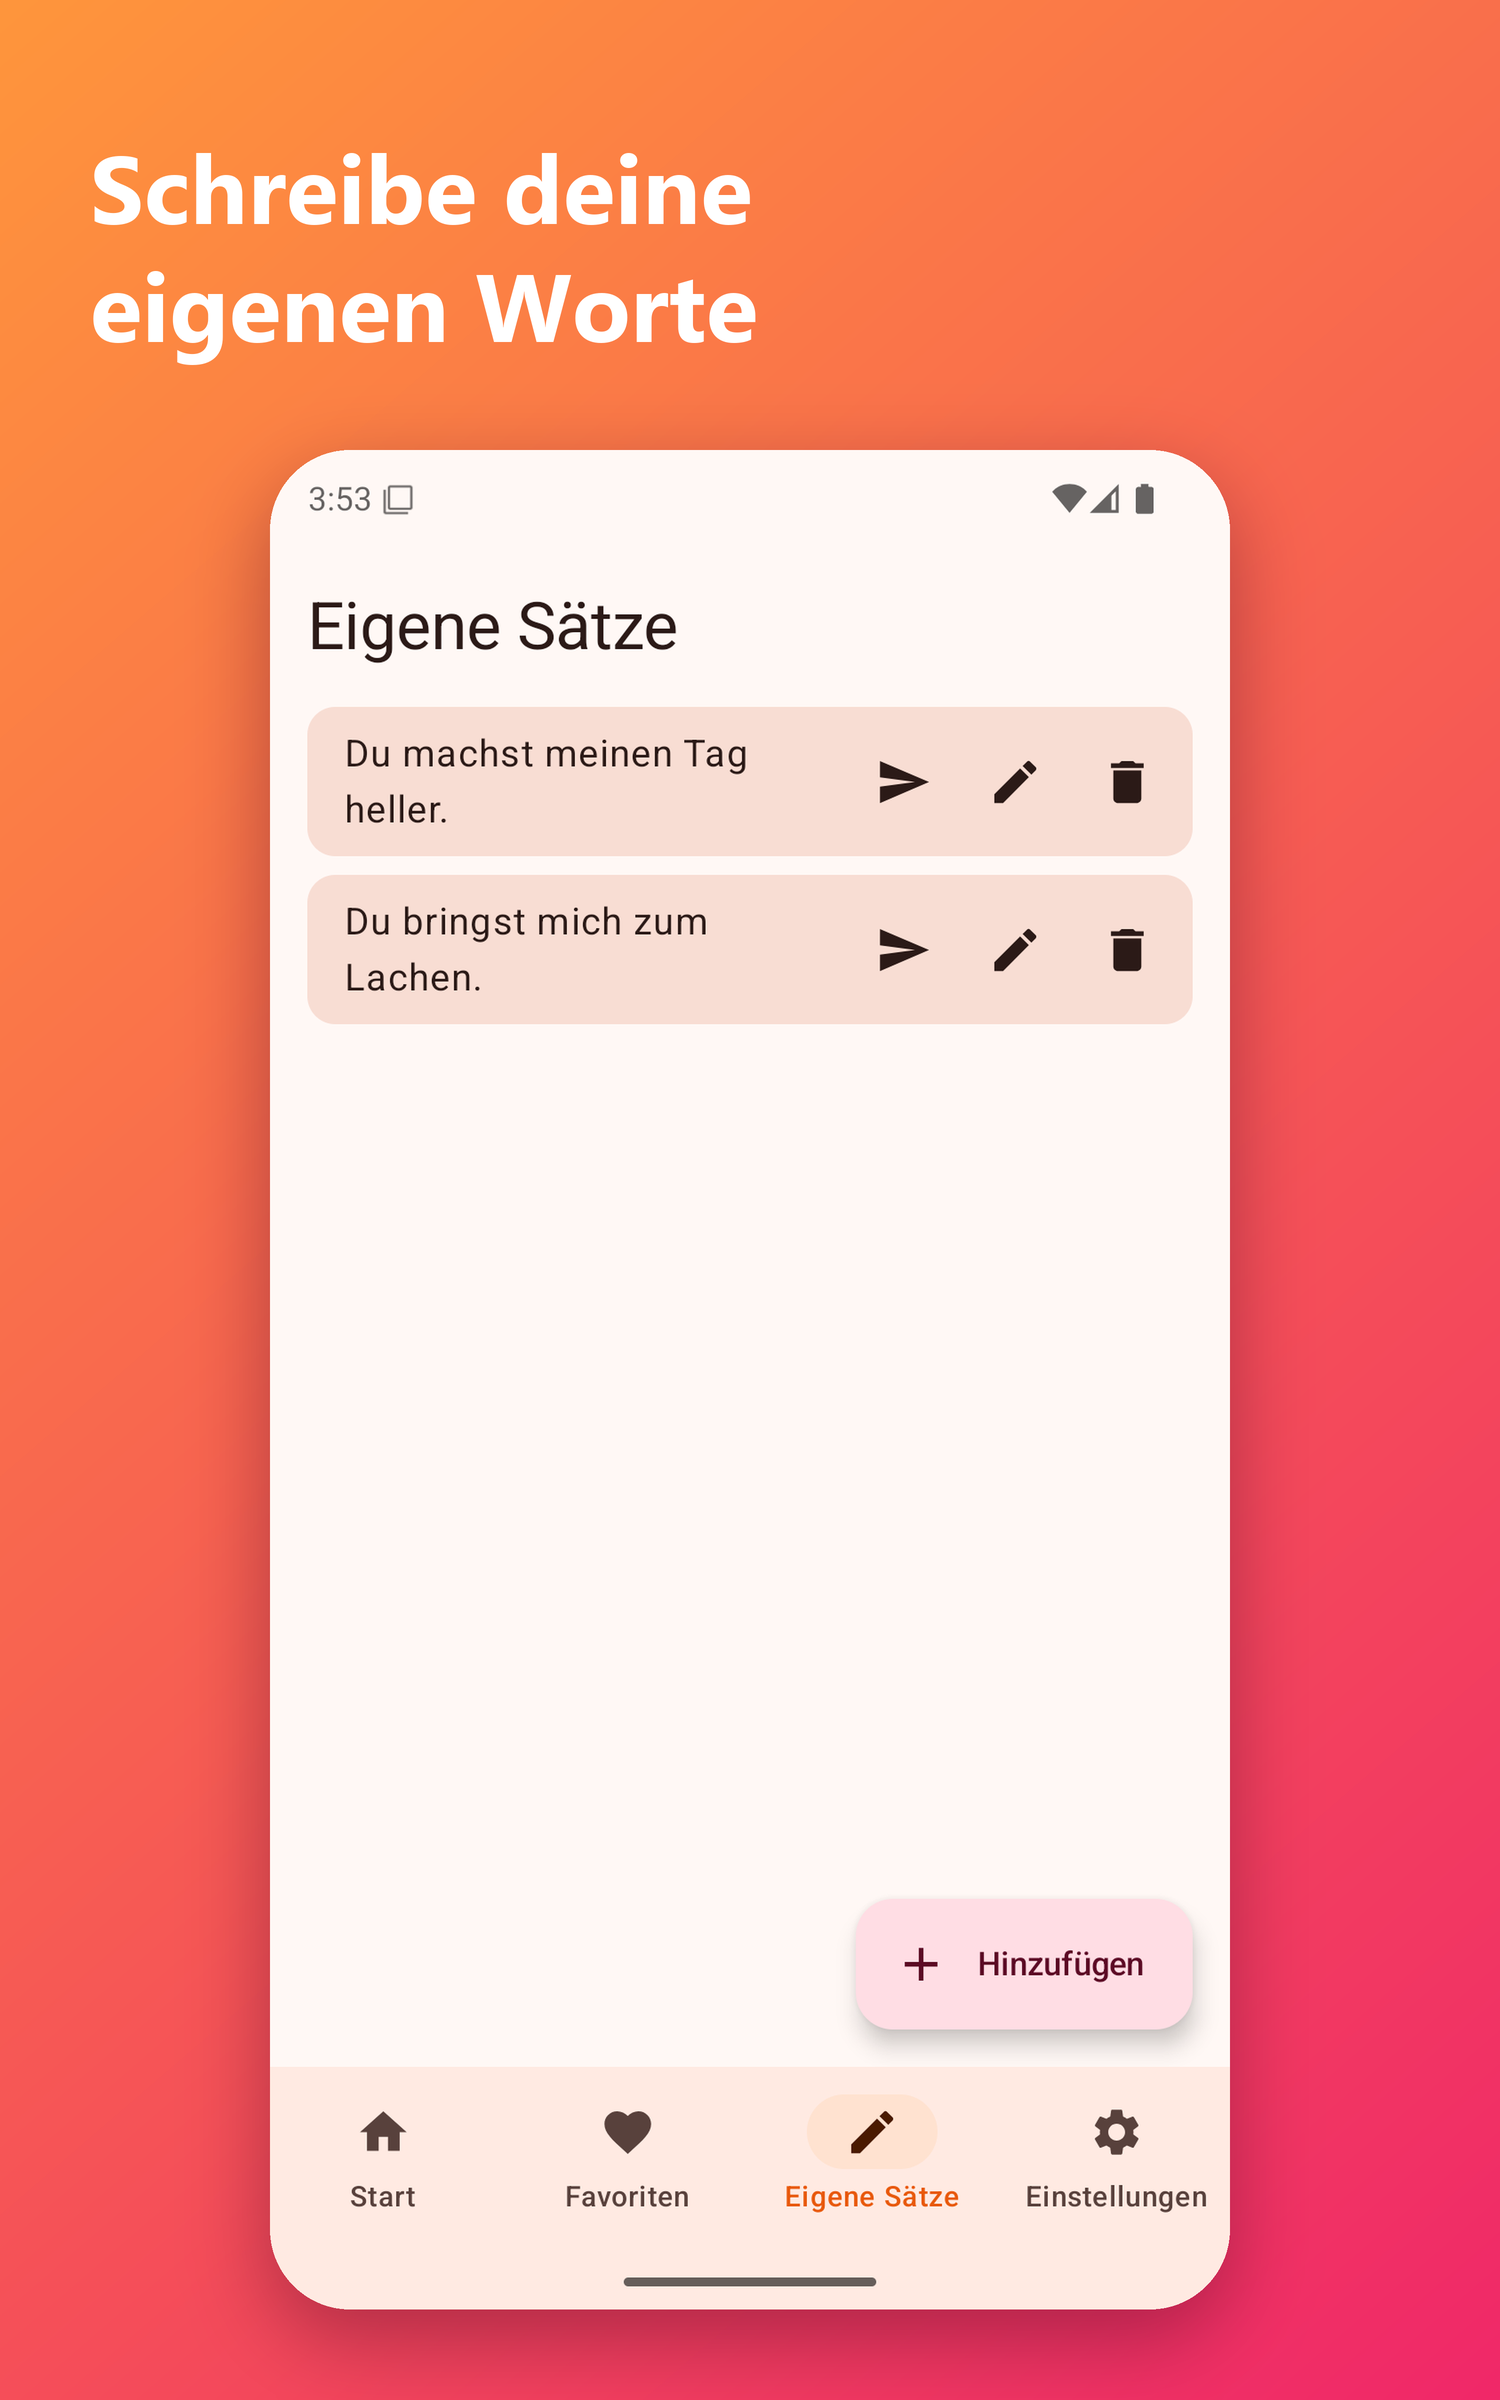 Schreibe deine
eigenen Worte
3:53
Eigene Sätze
Du machst meinen Tag
heller.
Du bringst mich zum
Lachen.
Hinzufügen
Start
Favoriten
Eigene Sätze
Einstellungen